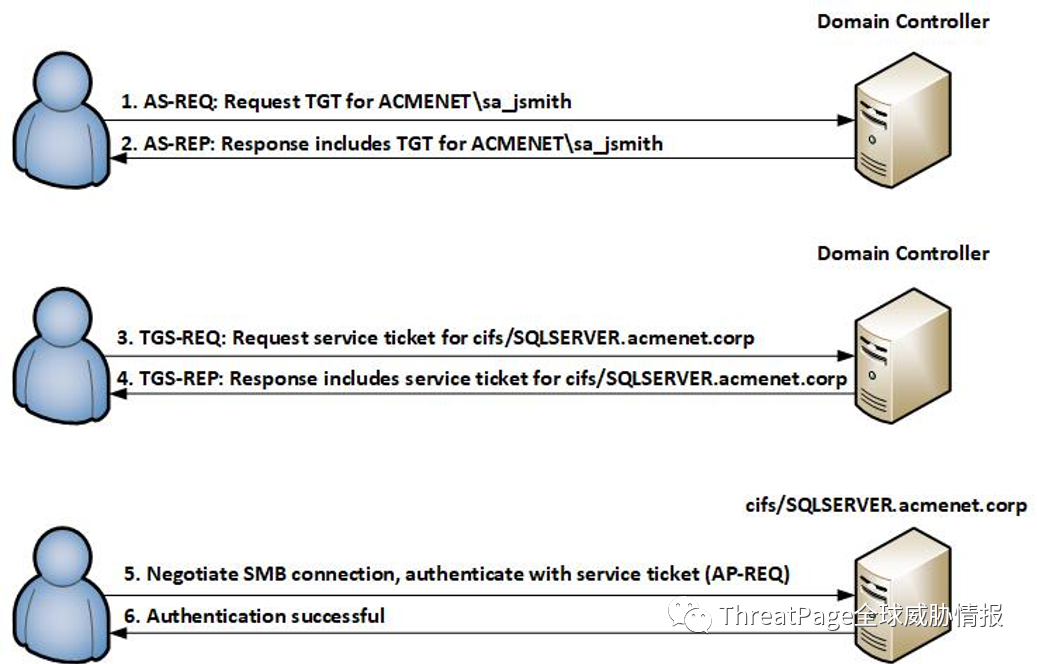 Domain Controller
1. AS-REQ: Request TGT for ACMENET\sa_jsmith
2. AS-REP: Response includes TGT for ACMENET\sa_jsmith
Domain Controller
3. TGS-REQ: Request service ticket for cifs/SQLSERVER.acmenet.corp
4. TGS-REP: Response includes service ticket for cifs/SQLSERVER.acmenet.corp
cifs/SQLSERVER.acmenet.corp
5. Negotiate SMB connection, authenticate with service ticket (AP-REQ)
6. Authentication successful
ThreatPage全球威胁情报